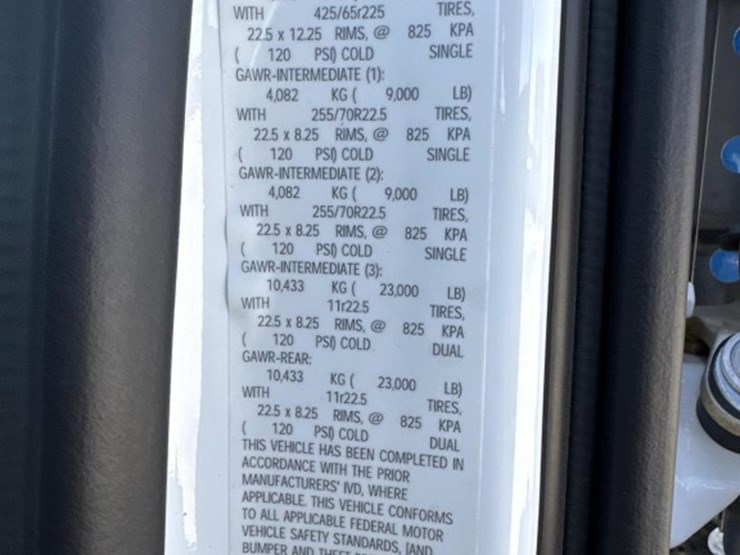 WITH 425/65r225 TIRES,
22.5 x 12.25 RIMS, @ 825 KPA
( 120 PSI) COLD SINGLE
GAWR-INTERMEDIATE (1):
4,082 KG ( 9,000 LB)
WITH 255/70R22.5 TIRES,
22.5 x 8.25 RIMS, @ 825 KPA
( 120 PSI) COLD SINGLE
GAWR-INTERMEDIATE (2):
4,082 KG ( 9,000 LB)
WITH 255/70R22.5 TIRES,
22.5 x 8.25 RIMS, @ 825 KPA
( 120 PSI) COLD SINGLE
GAWR-INTERMEDIATE (3):
10,433 KG ( 23,000 LB)
WITH 11r22.5 TIRES,
22.5 x 8.25 RIMS, @ 825 KPA
( 120 PSI) COLD DUAL
GAWR-REAR:
10,433 KG ( 23,000 LB)
WITH 11r22.5 TIRES,
22.5 x 8.25 RIMS, @ 825 KPA
( 120 PSI) COLD DUAL
THIS VEHICLE HAS BEEN COMPLETED IN
ACCORDANCE WITH THE PRIOR
MANUFACTURERS' IVD, WHERE
APPLICABLE. THIS VEHICLE CONFORMS
TO ALL APPLICABLE FEDERAL MOTOR
VEHICLE SAFETY STANDARDS, [AND
BUMPER AND THEFT